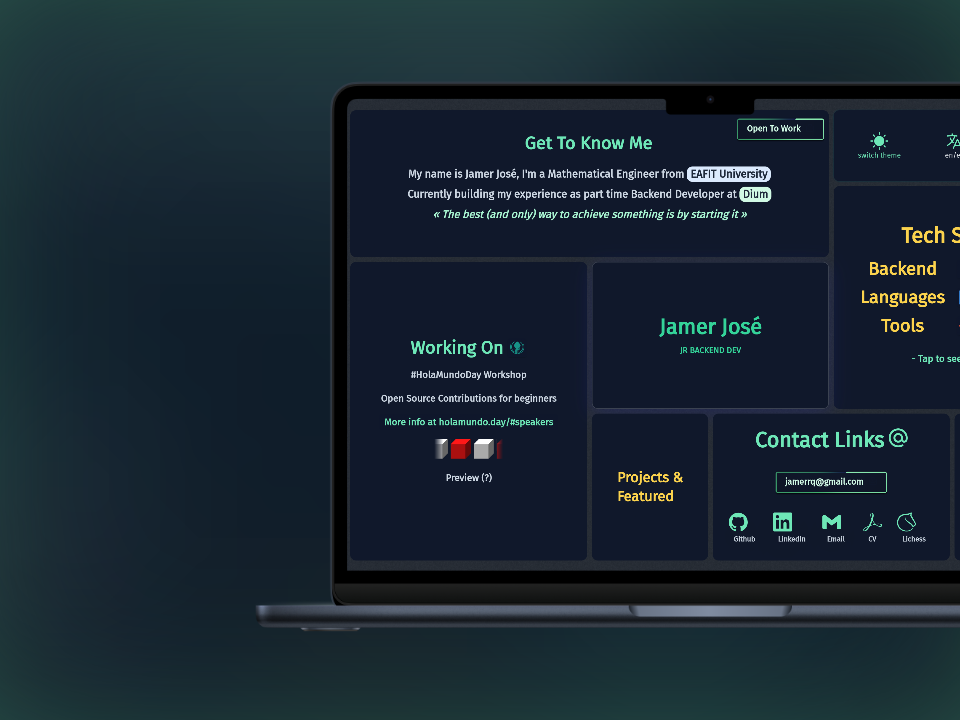 Open To Work
Get To Know Me
My name is Jamer José, I'm a Mathematical Engineer from EAFIT University
Currently building my experience as part time Backend Developer at Dium
« The best (and only) way to achieve something is by starting it »
switch theme
en/e
Tech S
Backend
Languages
Tools
- Tap to see
Working On
#HolaMundoDay Workshop
Open Source Contributions for beginners
More info at holamundo.day/#speakers
Preview (?)
Jamer José
JR BACKEND DEV
Projects &
Featured
Contact Links @
jamerrq@gmail.com
Github LinkedIn Email CV Lichess